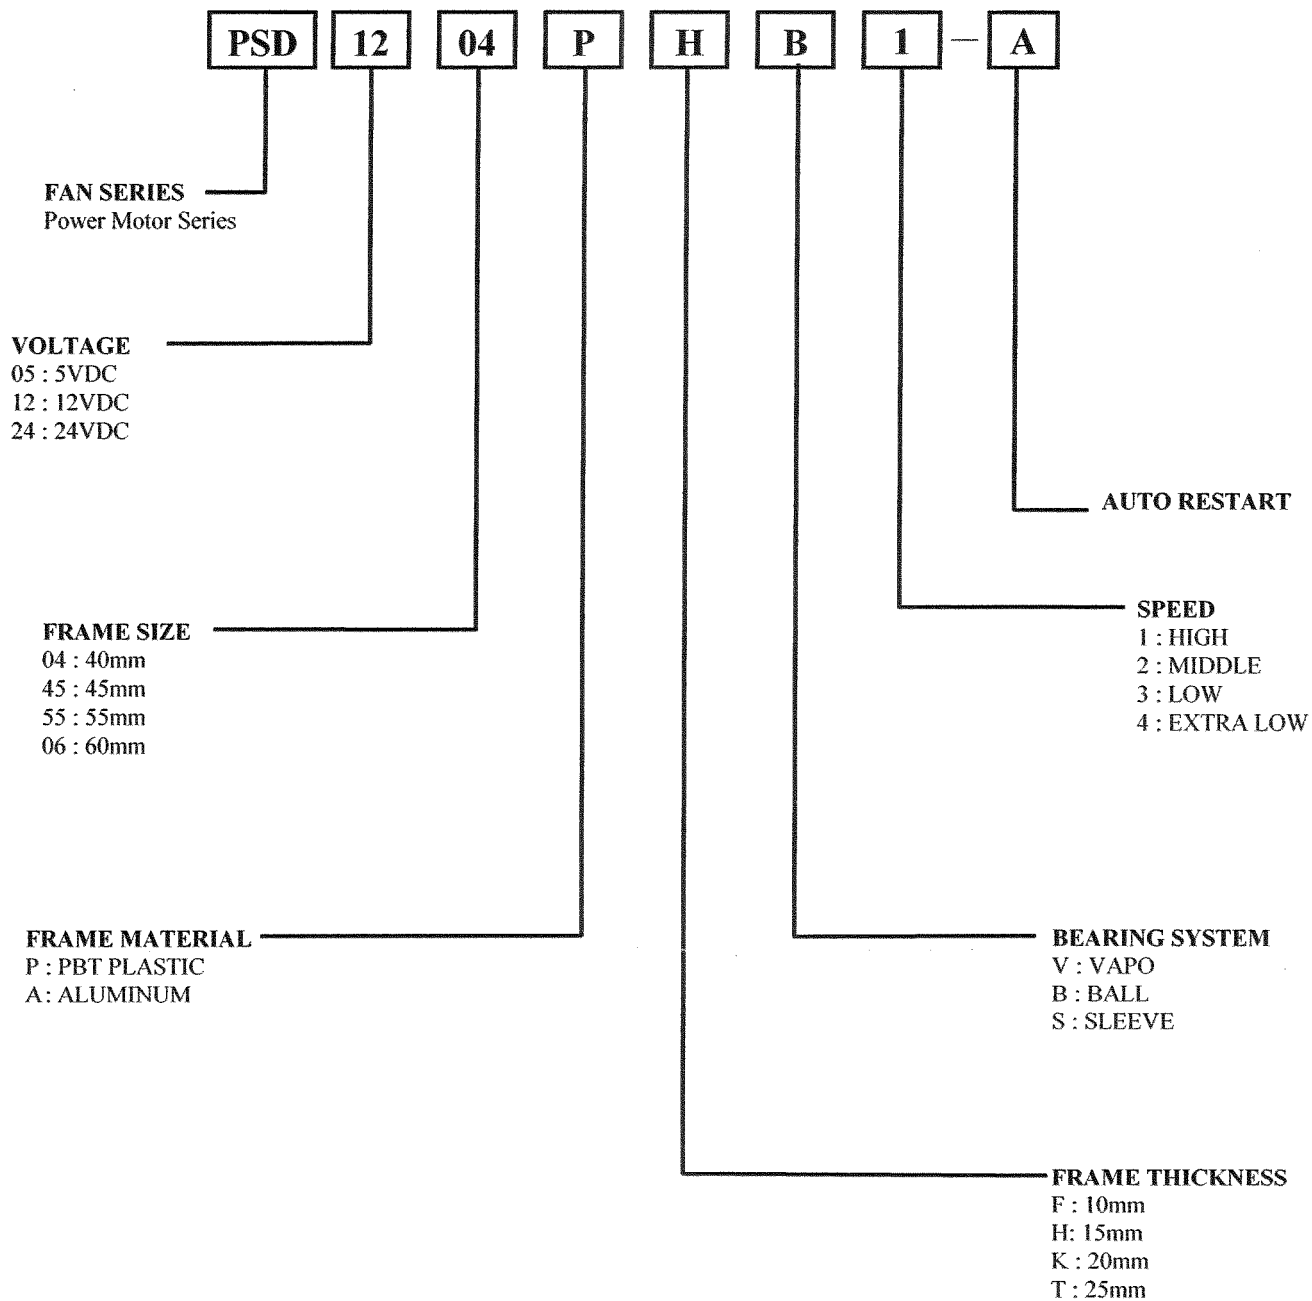 PSD 12 04 P H B 1 — A
FAN SERIES
Power Motor Series
VOLTAGE
05 : 5VDC
12 : 12VDC
24 : 24VDC
AUTO RESTART
SPEED
1 : HIGH
2 : MIDDLE
3 : LOW
4 : EXTRA LOW
FRAME SIZE
04 : 40mm
45 : 45mm
55 : 55mm
06 : 60mm
FRAME MATERIAL
P : PBT PLASTIC
A : ALUMINUM
BEARING SYSTEM
V : VAPO
B : BALL
S : SLEEVE
FRAME THICKNESS
F : 10mm
H: 15mm
K : 20mm
T : 25mm